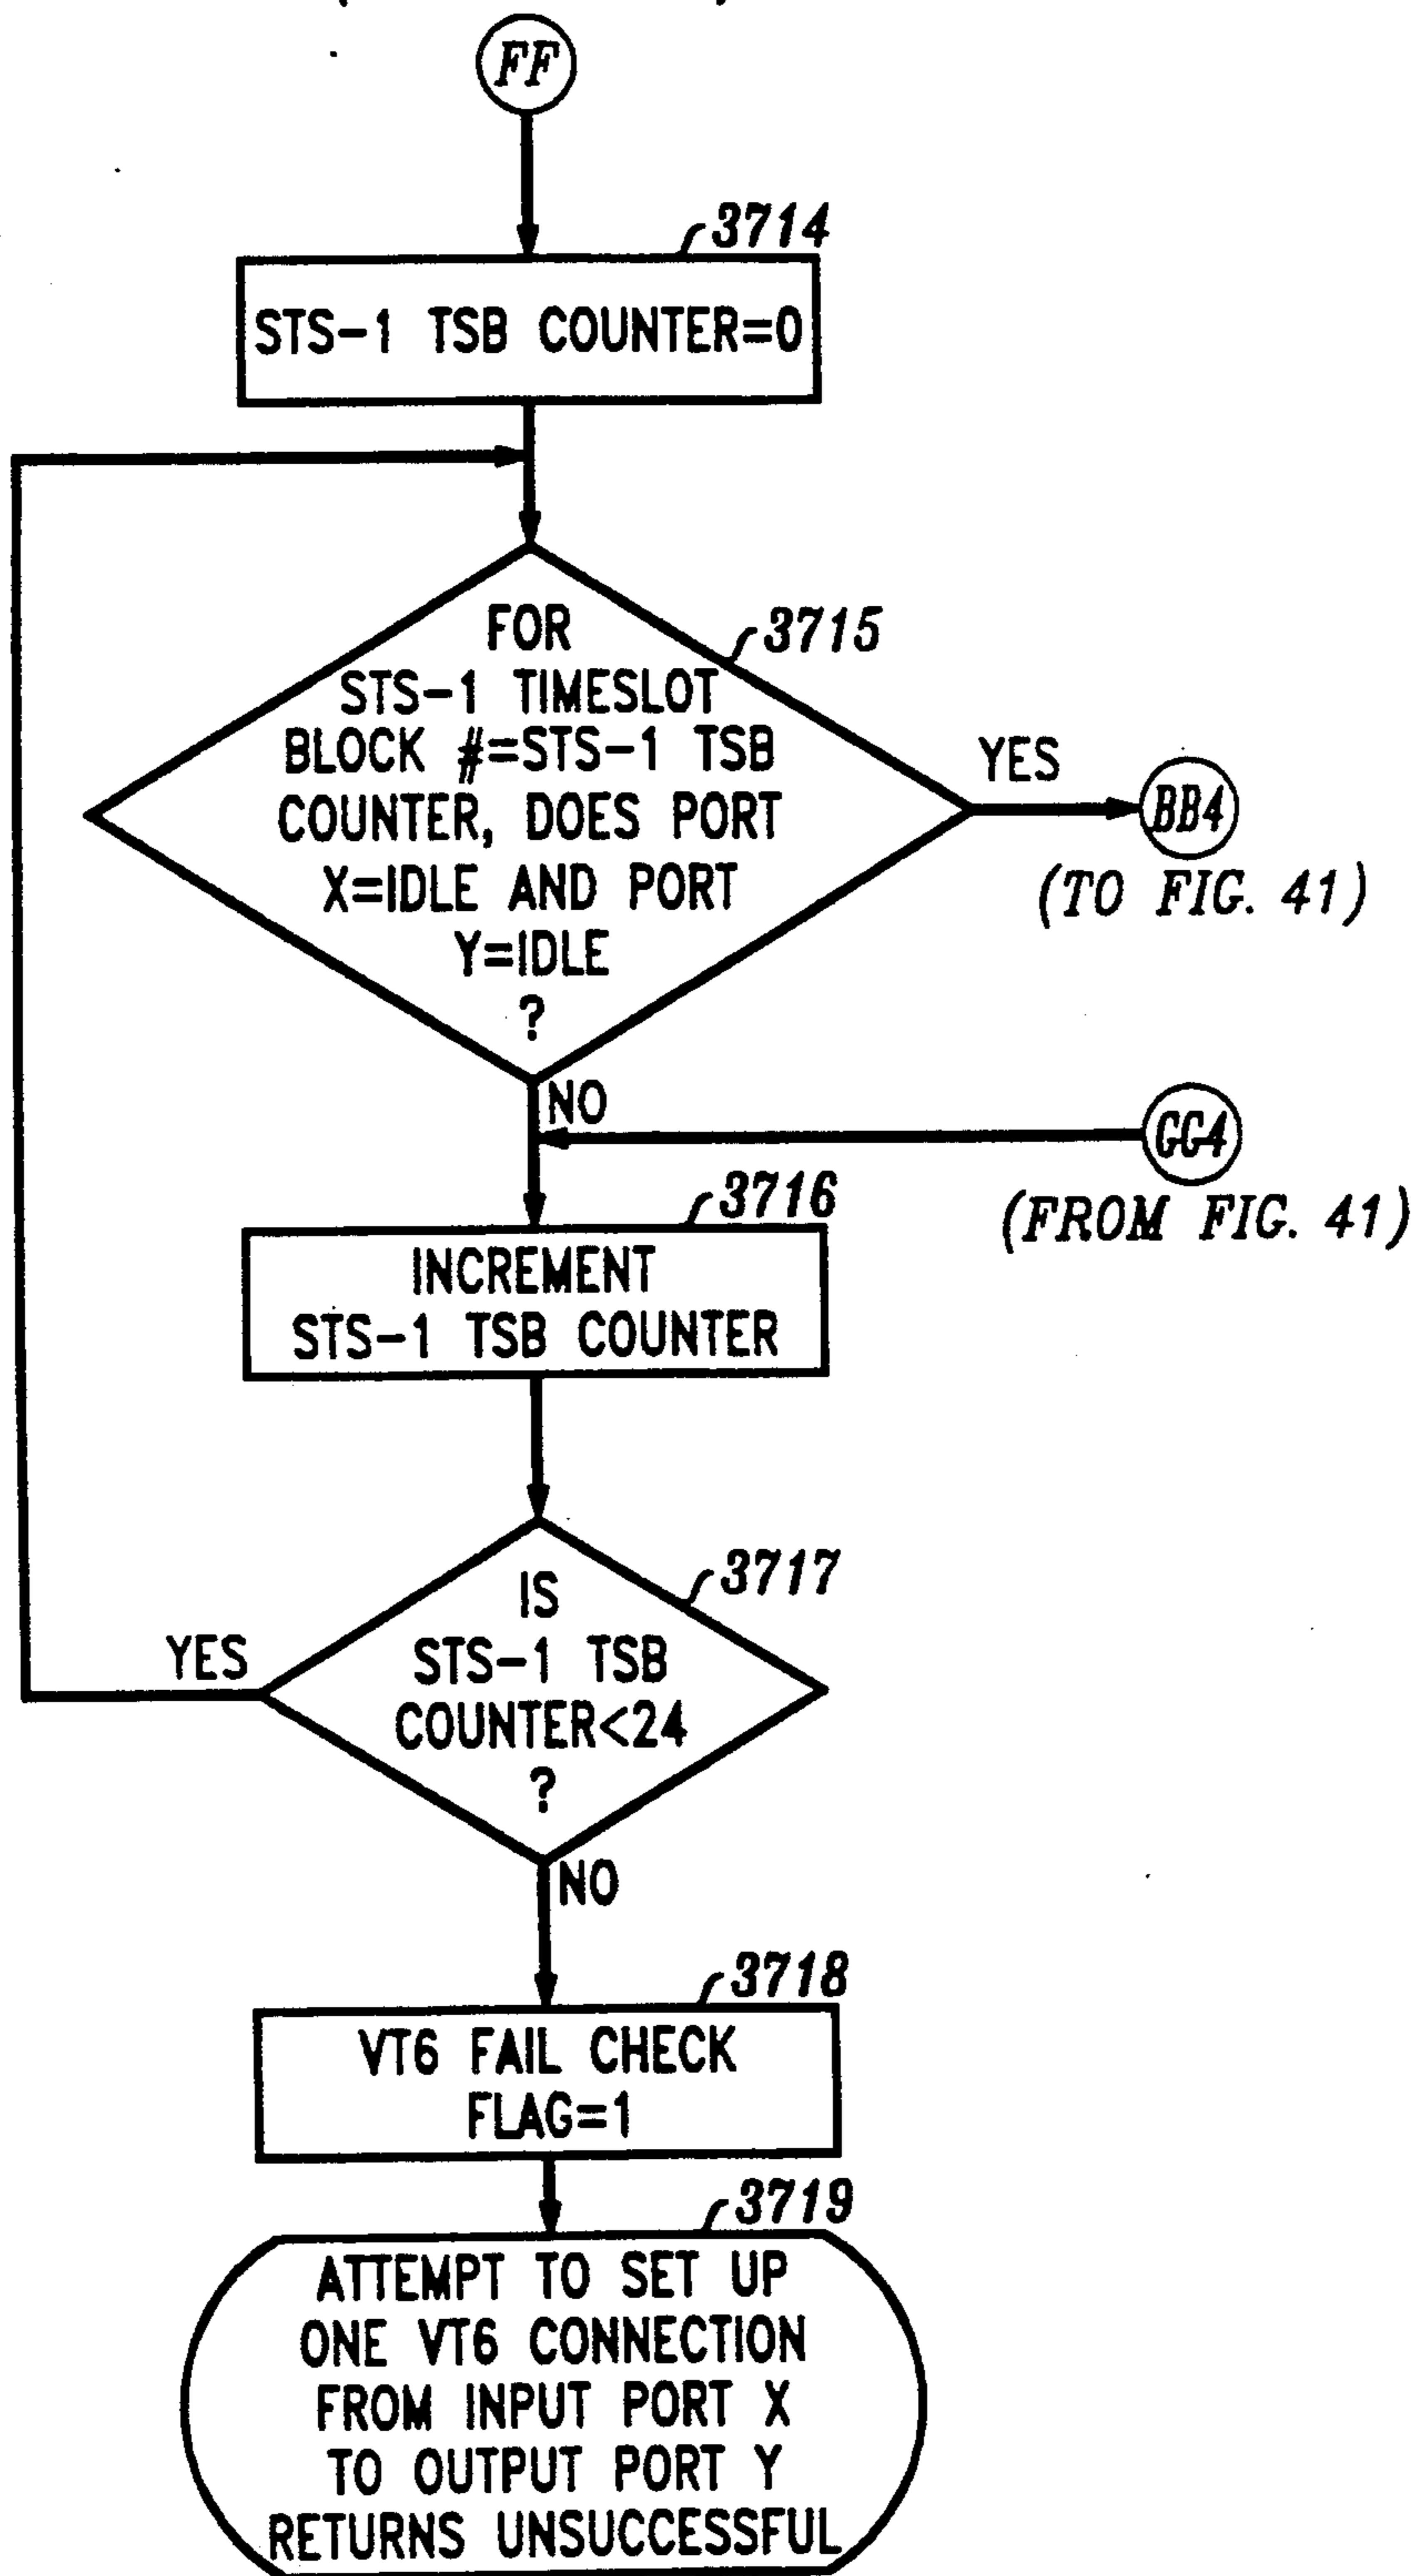 FF
3714
STS-1 TSB COUNTER=0
3715
FOR
STS-1 TIMESLOT
BLOCK #=STS-1 TSB
COUNTER, DOES PORT
X=IDLE AND PORT
Y=IDLE
?
YES
BB4
(TO FIG. 41)
NO
GG4
(FROM FIG. 41)
3716
INCREMENT
STS-1 TSB COUNTER
3717
IS
STS-1 TSB
COUNTER<24
?
YES
NO
3718
VT6 FAIL CHECK
FLAG=1
3719
ATTEMPT TO SET UP
ONE VT6 CONNECTION
FROM INPUT PORT X
TO OUTPUT PORT Y
RETURNS UNSUCCESSFUL